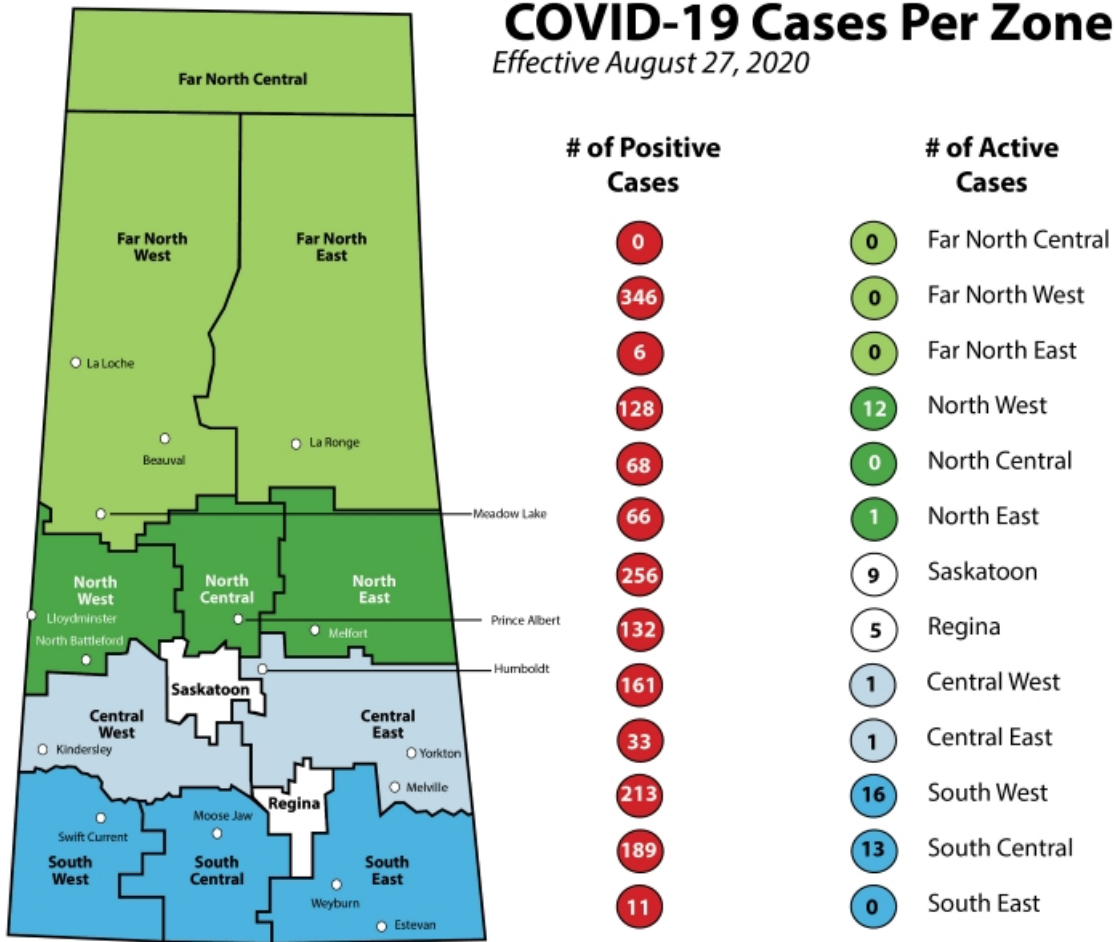 COVID-19 Cases Per Zone
Effective August 27, 2020
# of Positive
Cases
# of Active
Cases
0 0 Far North Central
346 0 Far North West
6 0 Far North East
128 12 North West
68 0 North Central
66 1 North East
256 9 Saskatoon
132 5 Regina
161 1 Central West
33 1 Central East
213 16 South West
189 13 South Central
11 0 South East
Far North Central
Far North
West
Far North
East
La Loche
Beauval
La Ronge
Meadow Lake
North
West
North
Central
North
East
Lloydminster
Prince Albert
North Battleford
Melfort
Humboldt
Saskatoon
Central
West
Central
East
Kindersley
Yorkton
Melville
Regina
Moose Jaw
Swift Current
South
West
South
Central
South
East
Weyburn
Estevan